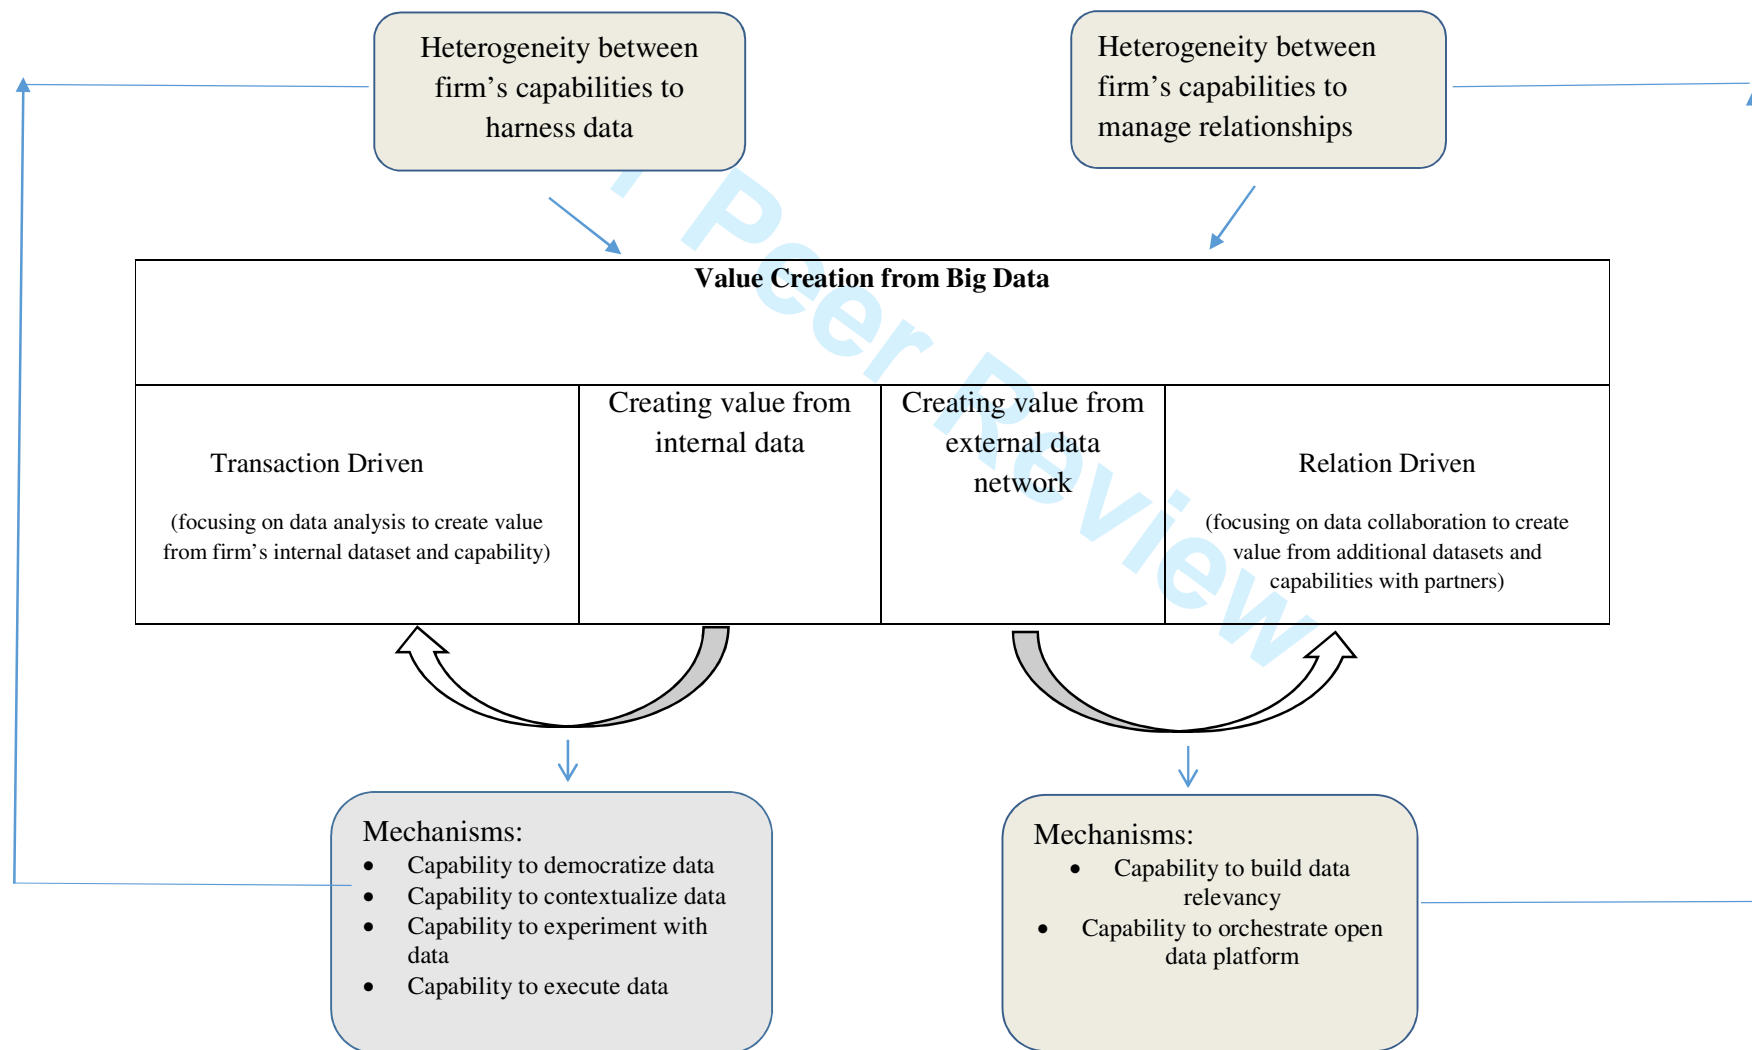 Heterogeneity between
firm's capabilities to
harness data
Heterogeneity between
firm's capabilities to
manage relationships
Peer Review
Value Creation from Big Data
Transaction Driven
(focusing on data analysis to create value
from firm's internal dataset and capability)
Creating value from
internal data
Creating value from
external data
network
Relation Driven
(focusing on data collaboration to create
value from additional datasets and
capabilities with partners)
Mechanisms:
• Capability to democratize data
• Capability to contextualize data
• Capability to experiment with
data
• Capability to execute data
Mechanisms:
• Capability to build data
relevancy
• Capability to orchestrate open
data platform